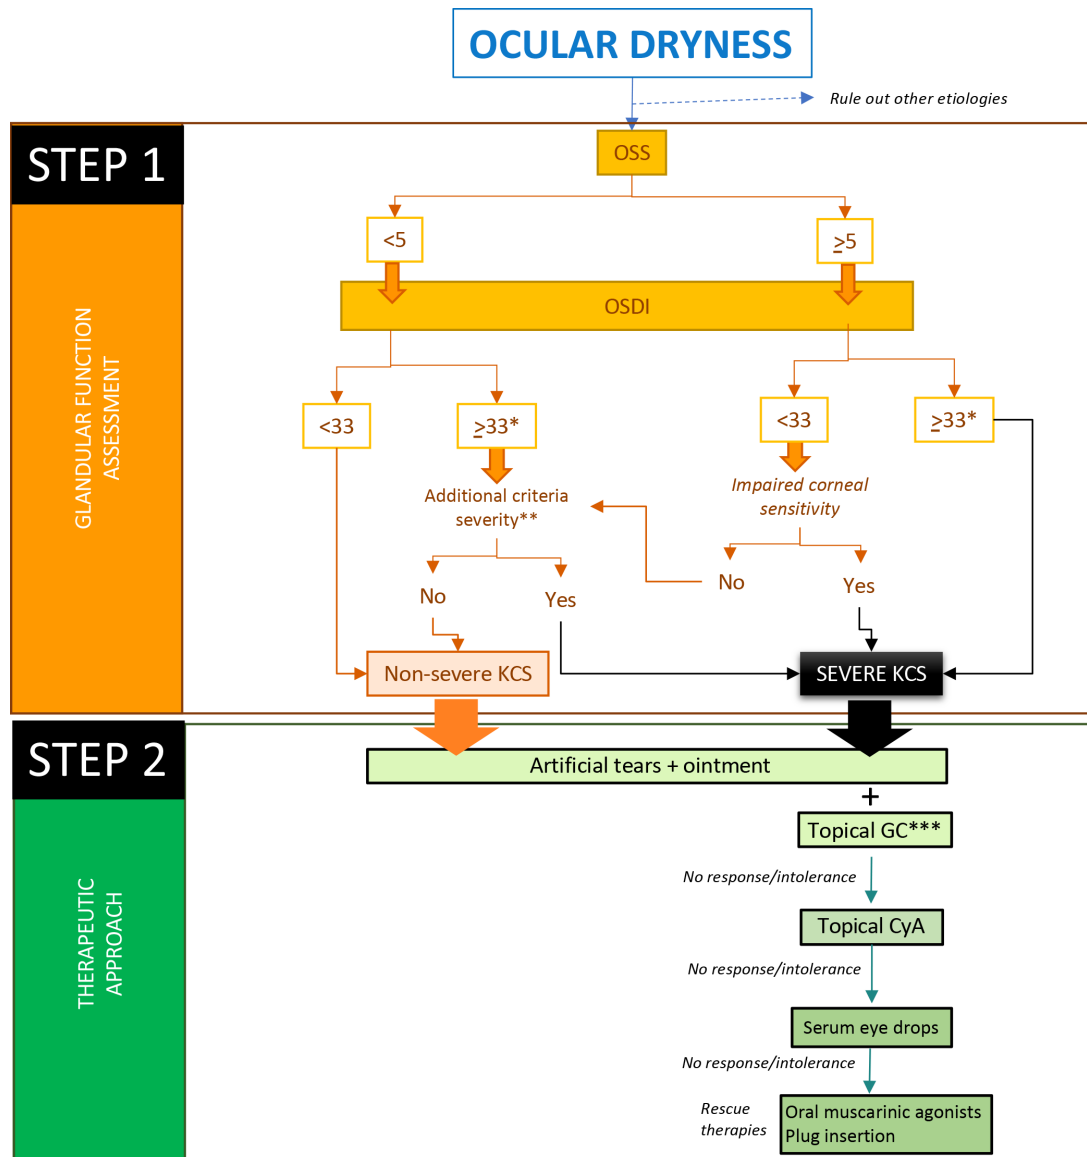 OCULAR DRYNESS
Rule out other etiologies
STEP 1
GLANDULAR FUNCTION
ASSESSMENT
OSS
<5
≥5
OSDI
<33
≥33*
<33
≥33*
Additional criteria
severity**
Impaired corneal
sensitivity
No
Yes
No
Yes
Non-severe KCS
SEVERE KCS
STEP 2
THERAPEUTIC
APPROACH
Artificial tears + ointment
+
Topical GC***
No response/intolerance
Topical CyA
No response/intolerance
Serum eye drops
No response/intolerance
Rescue
therapies
Oral muscarinic agonists
Plug insertion